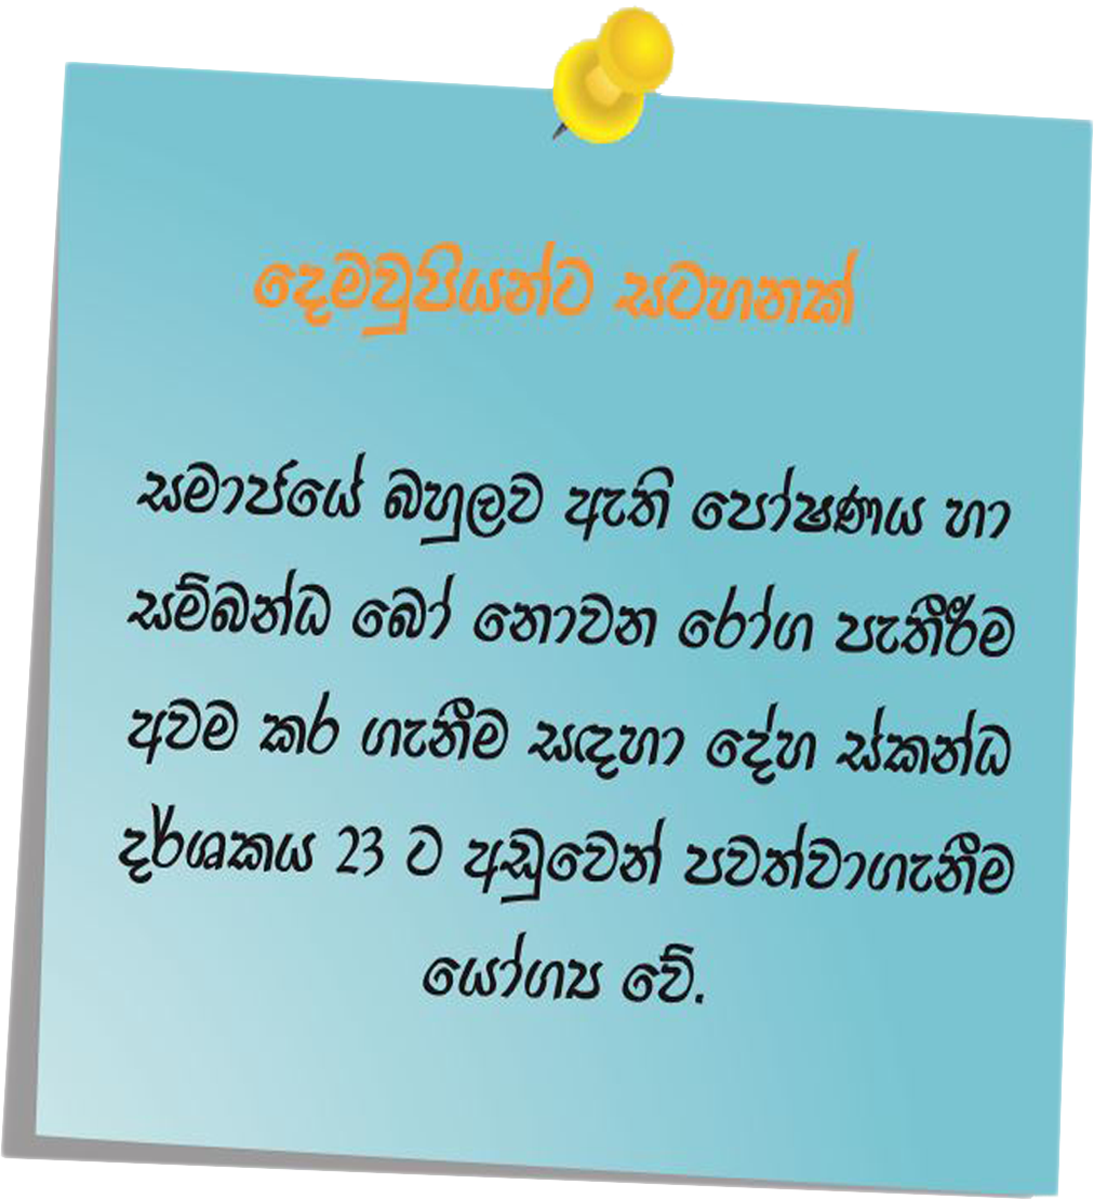 දෙමවුපියන්ට සටහනක්
සමාජයේ බහුලව ඇති පෝෂණය හා
සම්බන්ධ බෝ නොවන රෝග පැතිරීම
අවම කර ගැනීම සඳහා දේහ ස්කන්ධ
දර්ශකය 23 ට අඩුවෙන් පවත්වාගැනීම
යෝග්‍ය වේ.